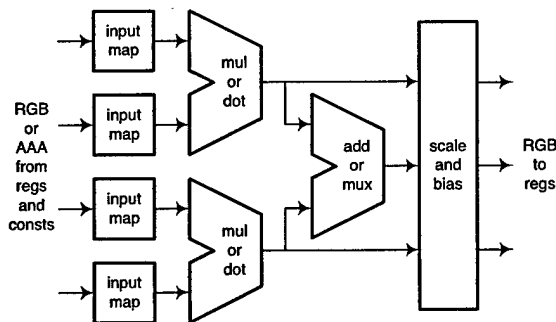 input
map
mul
or
dot
input
map
RGB
or
AAA
from
regs
and
consts
add
or
mux
scale
and
bias
RGB
to
regs
input
map
mul
or
dot
input
map